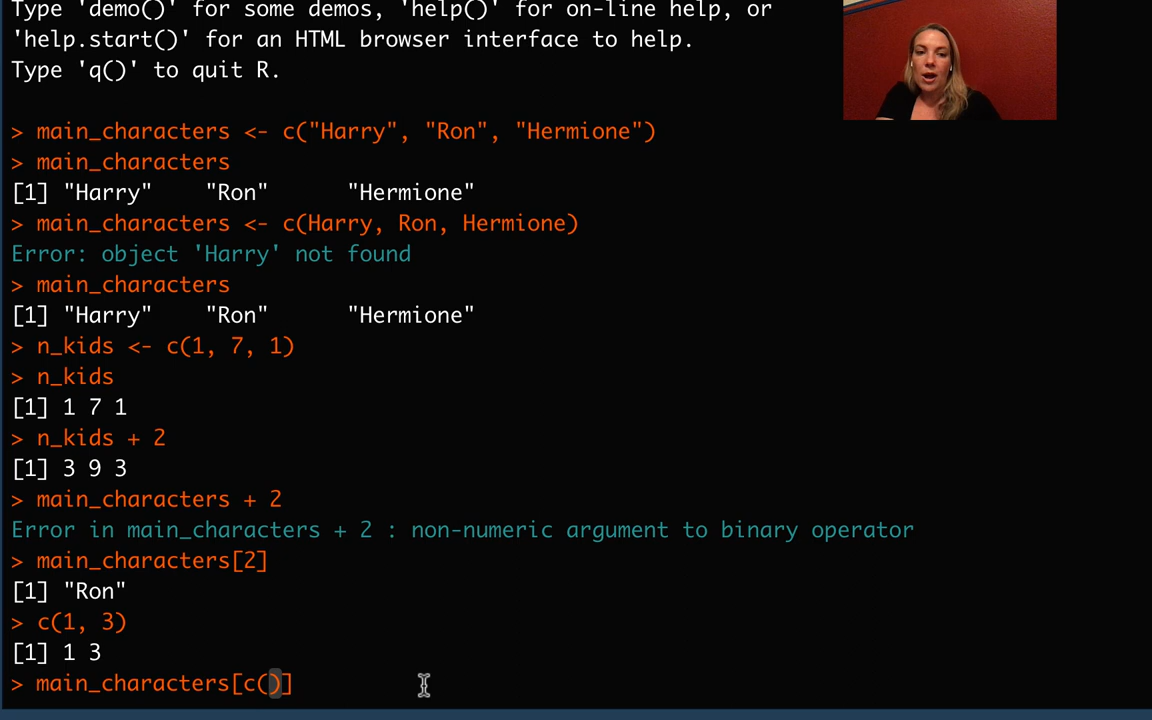 Type 'demo()' for some demos, 'help()' for on-line help, or
'help.start()' for an HTML browser interface to help.
Type 'q()' to quit R.
> main_characters <- c("Harry", "Ron", "Hermione")
> main_characters
[1] "Harry"    "Ron"      "Hermione"
> main_characters <- c(Harry, Ron, Hermione)
Error: object 'Harry' not found
> main_characters
[1] "Harry"    "Ron"      "Hermione"
> n_kids <- c(1, 7, 1)
> n_kids
[1] 1 7 1
> n_kids + 2
[1] 3 9 3
> main_characters + 2
Error in main_characters + 2 : non-numeric argument to binary operator
> main_characters[2]
[1] "Ron"
> c(1, 3)
[1] 1 3
> main_characters[c()]